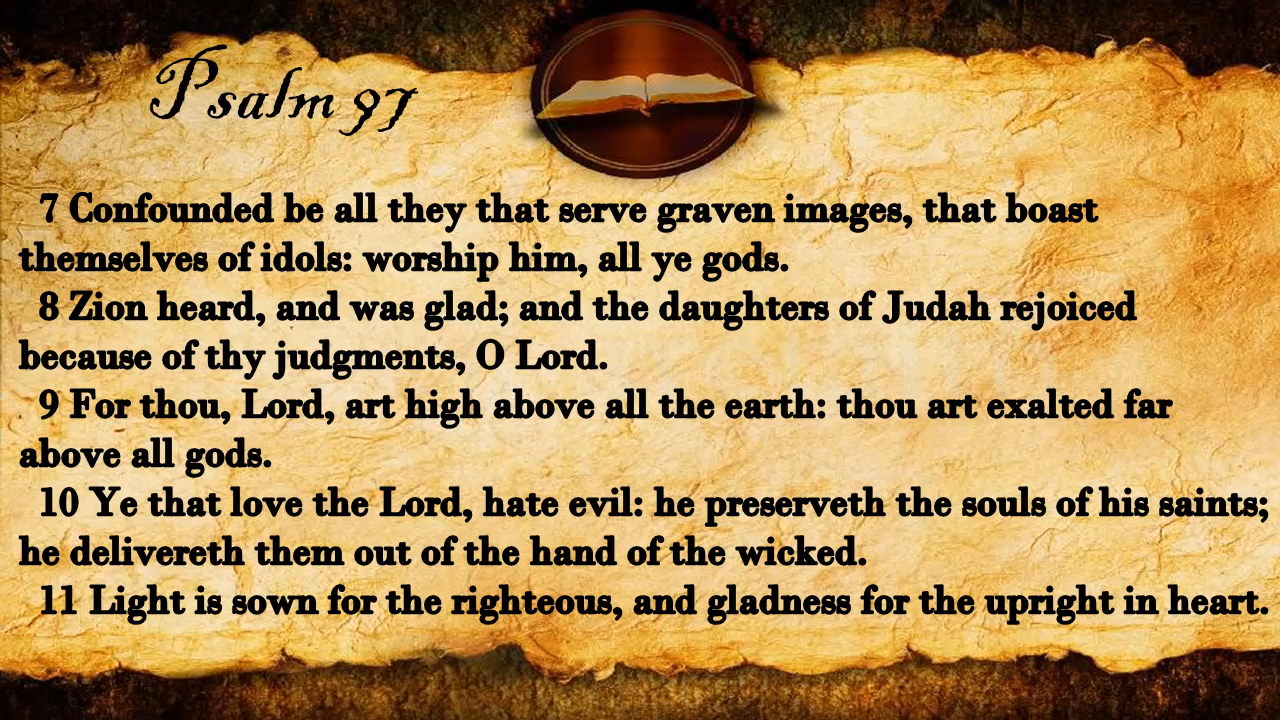 Psalm 97
7 Confounded be all they that serve graven images, that boast
themselves of idols: worship him, all ye gods.
8 Zion heard, and was glad; and the daughters of Judah rejoiced
because of thy judgments, O Lord.
9 For thou, Lord, art high above all the earth: thou art exalted far
above all gods.
10 Ye that love the Lord, hate evil: he preserveth the souls of his saints;
he delivereth them out of the hand of the wicked.
11 Light is sown for the righteous, and gladness for the upright in heart.